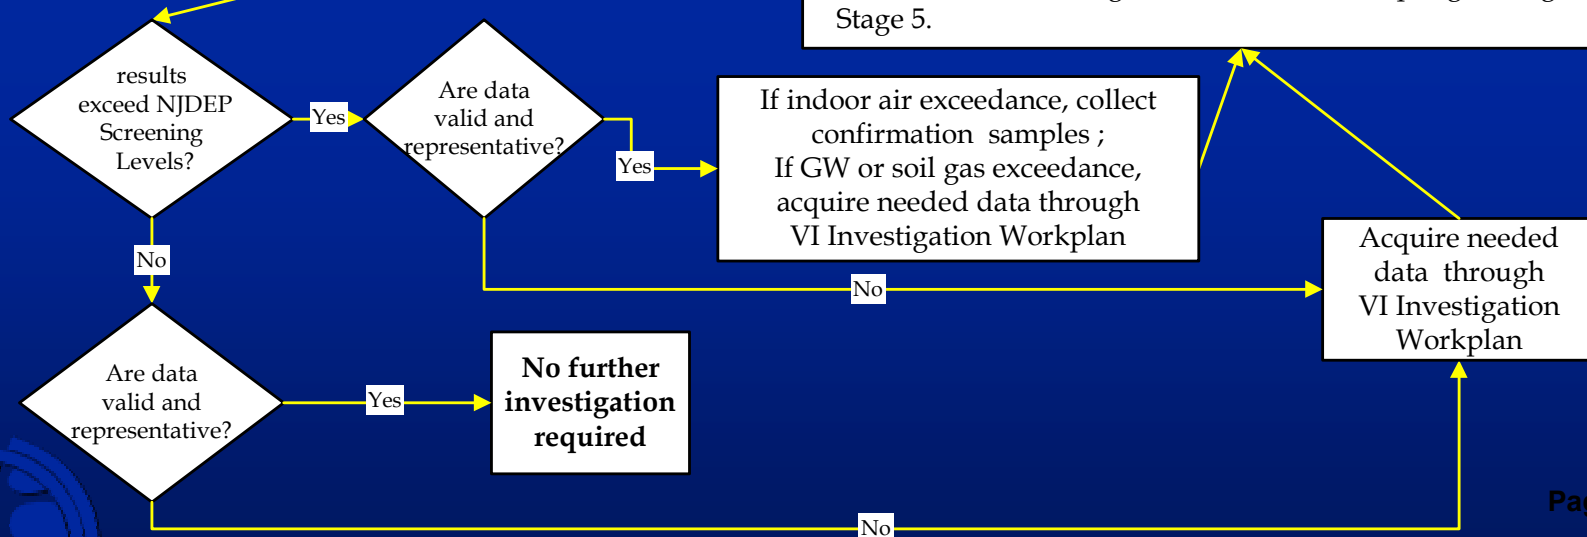 Stage 5.
results
exceed NJDEP
Screening
Levels?
Yes
Are data
valid and
representative?
Yes
If indoor air exceedance, collect
confirmation  samples ;
If GW or soil gas exceedance,
acquire needed data through
VI Investigation Workplan
No
No
Acquire needed
data  through
VI Investigation
Workplan
Are data
valid and
representative?
Yes
No further
investigation
required
No